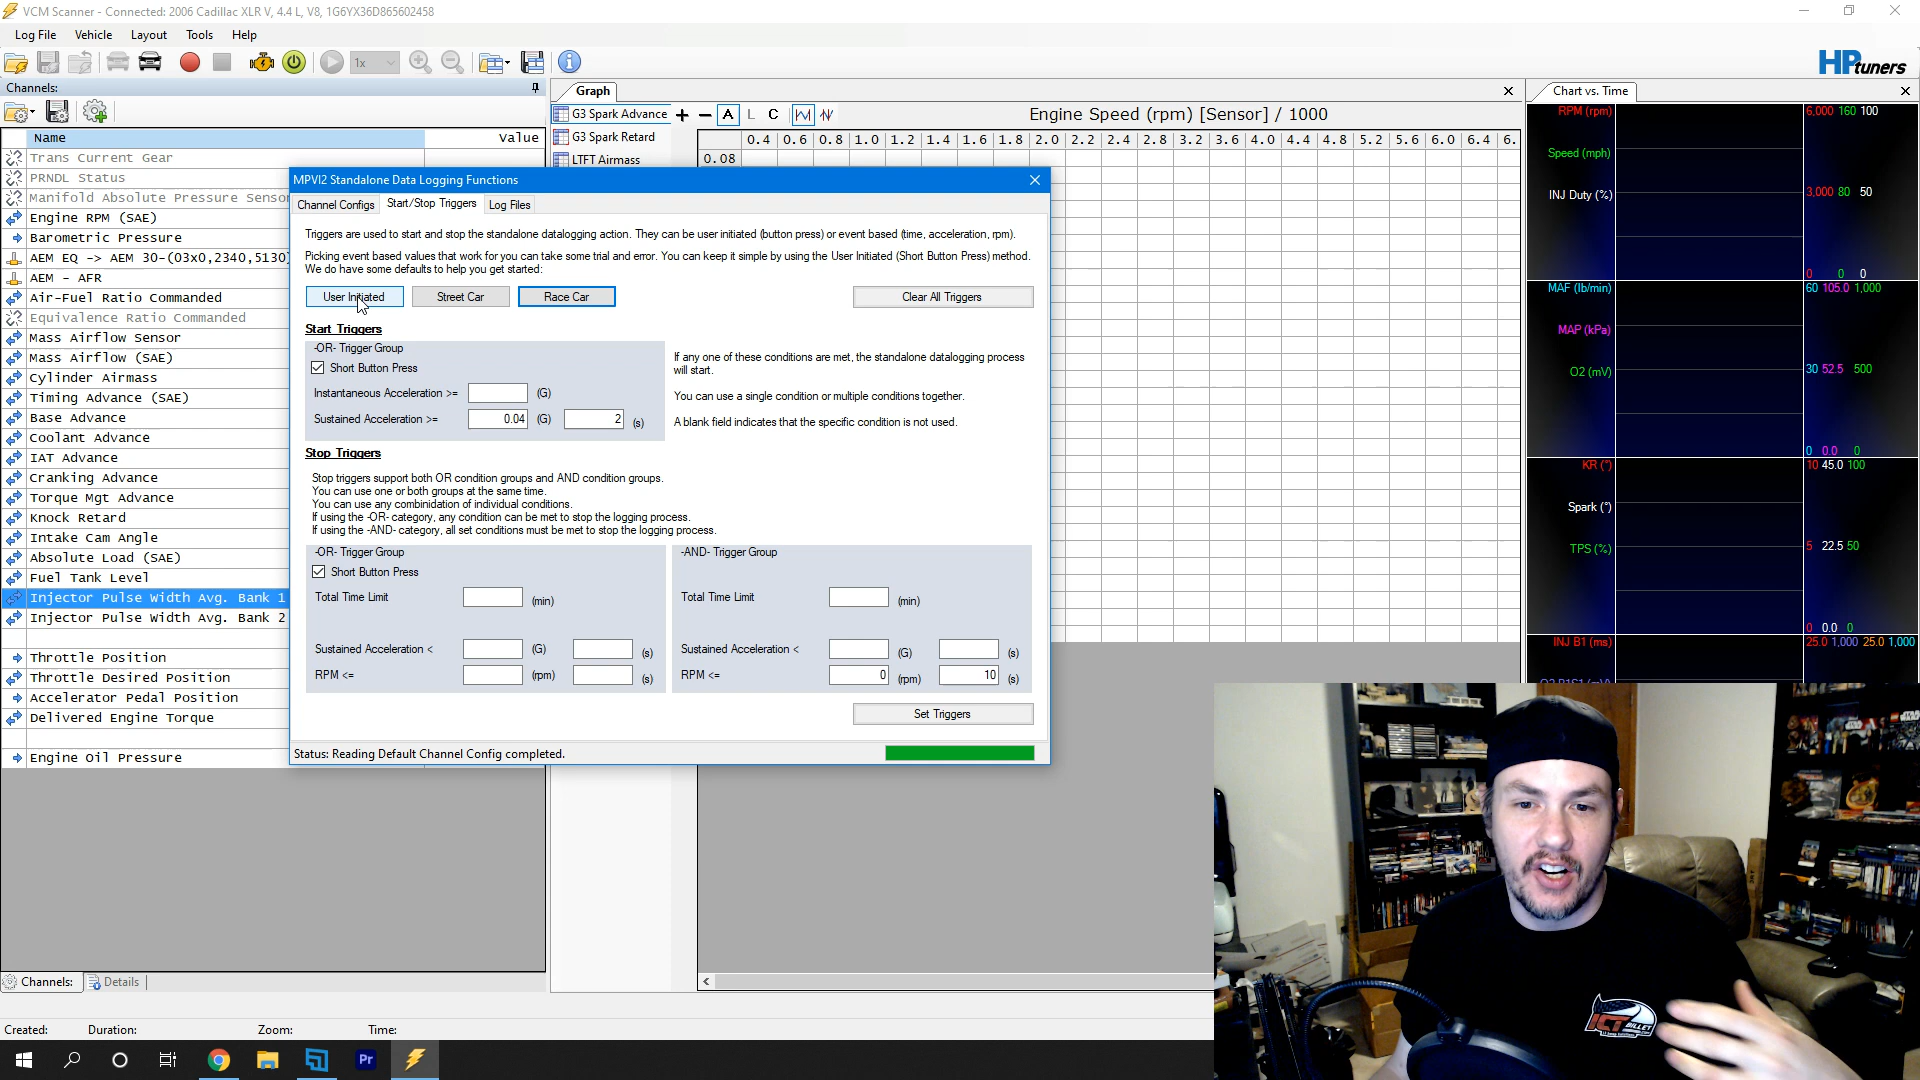 VCM Scanner - Connected: 2006 Cadillac XLR V, 4.4 L, V8, 1G6YX36D865602458
Log File Vehicle Layout Tools Help
1x
HPtuners
Channels:
Name Value
Trans Current Gear
PRNDL Status
Manifold Absolute Pressure Sensor
Engine RPM (SAE)
Barometric Pressure
AEM EQ -> AEM 30-(03x0,2340,5130)
AEM - AFR
Air-Fuel Ratio Commanded
Equivalence Ratio Commanded
Mass Airflow Sensor
Mass Airflow (SAE)
Cylinder Airmass
Timing Advance (SAE)
Base Advance
Coolant Advance
IAT Advance
Cranking Advance
Torque Mgt Advance
Knock Retard
Intake Cam Angle
Absolute Load (SAE)
Fuel Tank Level
Injector Pulse Width Avg. Bank 1
Injector Pulse Width Avg. Bank 2
Throttle Position
Throttle Desired Position
Accelerator Pedal Position
Delivered Engine Torque
Engine Oil Pressure
Channels: Details
Created: Duration: Zoom: Time:
Graph
G3 Spark Advance
G3 Spark Retard
LTFT Airmass
A L C
Engine Speed (rpm) [Sensor] / 1000
0.4 0.6 0.8 1.0 1.2 1.4 1.6 1.8 2.0 2.2 2.4 2.8 3.2 3.6 4.0 4.4 4.8 5.2 5.6 6.0 6.4 6.
0.08
MPVI2 Standalone Data Logging Functions
Channel Configs Start/Stop Triggers Log Files
Triggers are used to start and stop the standalone datalogging action. They can be user initiated (button press) or event based (time, acceleration, rpm).
Picking event based values that work for you can take some trial and error. You can keep it simple by using the User Initiated (Short Button Press) method.
We do have some defaults to help you get started:
User Initiated Street Car Race Car Clear All Triggers
Start Triggers
-OR- Trigger Group
Short Button Press
Instantaneous Acceleration >= (G)
Sustained Acceleration >= 0.04 (G) 2 (s)
If any one of these conditions are met, the standalone datalogging process
will start.
You can use a single condition or multiple conditions together.
A blank field indicates that the specific condition is not used.
Stop Triggers
Stop triggers support both OR condition groups and AND condition groups.
You can use one or both groups at the same time.
You can use any combinidation of individual conditions.
If using the -OR- category, any condition can be met to stop the logging process.
If using the -AND- category, all set conditions must be met to stop the logging process.
-OR- Trigger Group
Short Button Press
Total Time Limit (min)
Sustained Acceleration < (G) (s)
RPM <= (rpm) (s)
-AND- Trigger Group
Total Time Limit (min)
Sustained Acceleration < (G) (s)
RPM <= 0 (rpm) 10 (s)
Set Triggers
Status: Reading Default Channel Config completed.
Chart vs. Time
RPM (rpm) 6,000 160 100
Speed (mph)
INJ Duty (%) 3,000 80 50
0 0 0
MAF (lb/min) 60 105.0 1,000
MAP (kPa)
O2 (mV) 30 52.5 500
0 0.0 0
KR (°) 10 45.0 100
Spark (°)
TPS (%) 5 22.5 50
0 0.0 0
INJ B1 (ms) 25.0 1,000 25.0 1,000
ICT BILLET
Pr